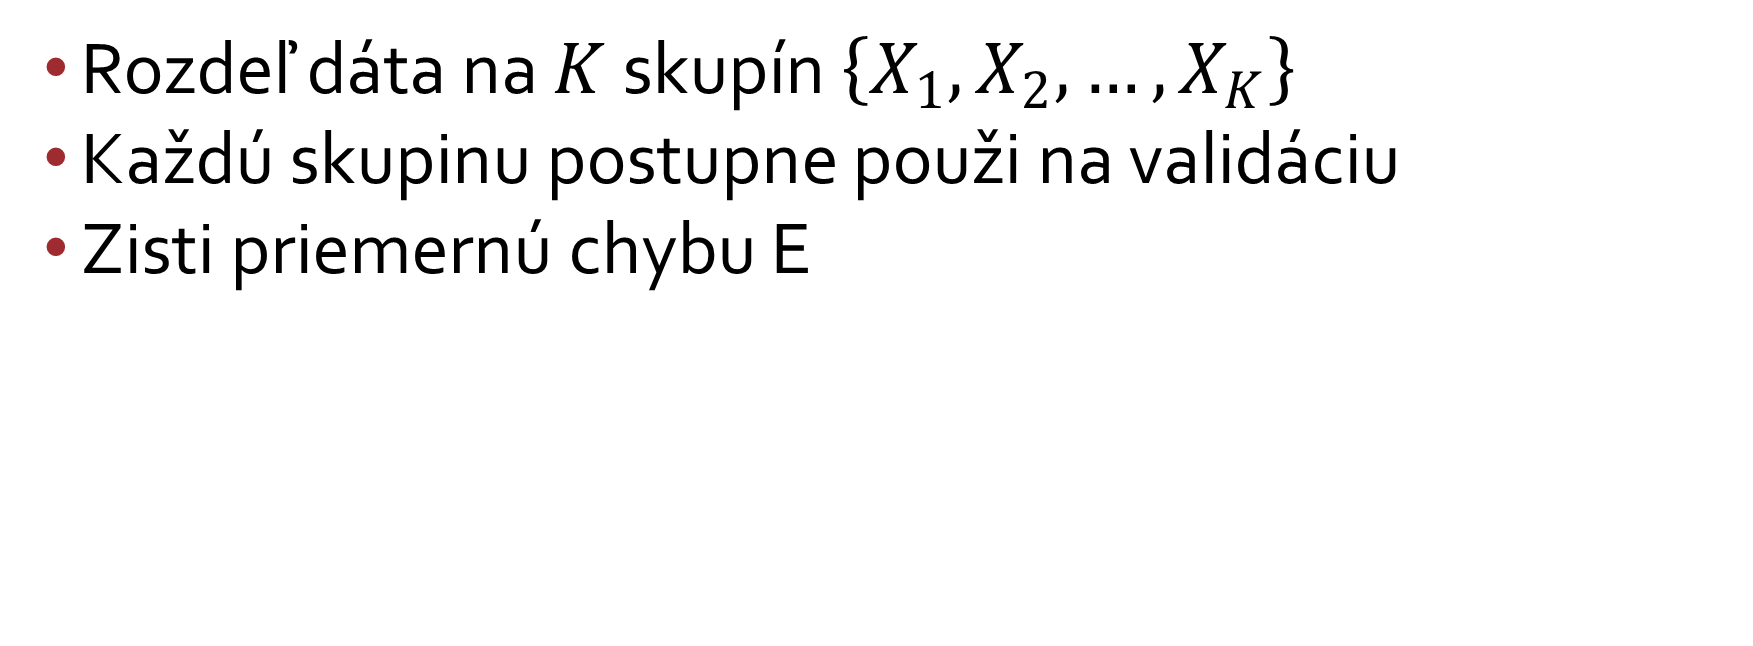 • Rozdeľ dáta na K skupín {X₁, X₂, … , X_K}
• Každú skupinu postupne použi na validáciu
• Zisti priemernú chybu E